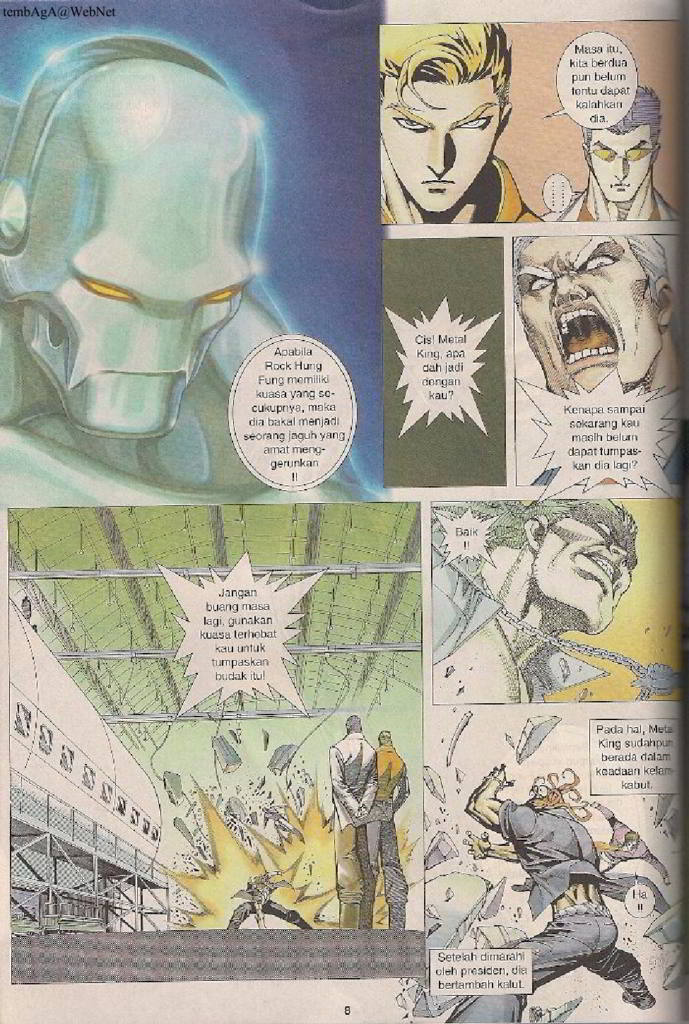 tembAgA@WebNet
Apabila
Rock Hung
Fung memiliki
kuasa yang se-
cukupnya, maka
dia bakal menjadi
seorang jaguh yang
amat meng-
gerunkan
!!
Masa itu,
kita berdua
pun belum
tentu dapat
kalahkan
dia.
Cis! Metal
King, apa
dah jadi
dengan
kau?
Kenapa sampai
sekarang kau
masih belum
dapat tumpas-
kan dia lagi?
Jangan
buang masa
lagi, gunakan
kuasa terhebat
kau untuk
tumpaskan
budak itu!
Baik
!!
Pada hal, Metal
King sudahpun
berada dalam
keadaan kelam-
kabut.
Ha
!!
Setelah dimarahi
oleh presiden, dia
bertambah kalut.
8